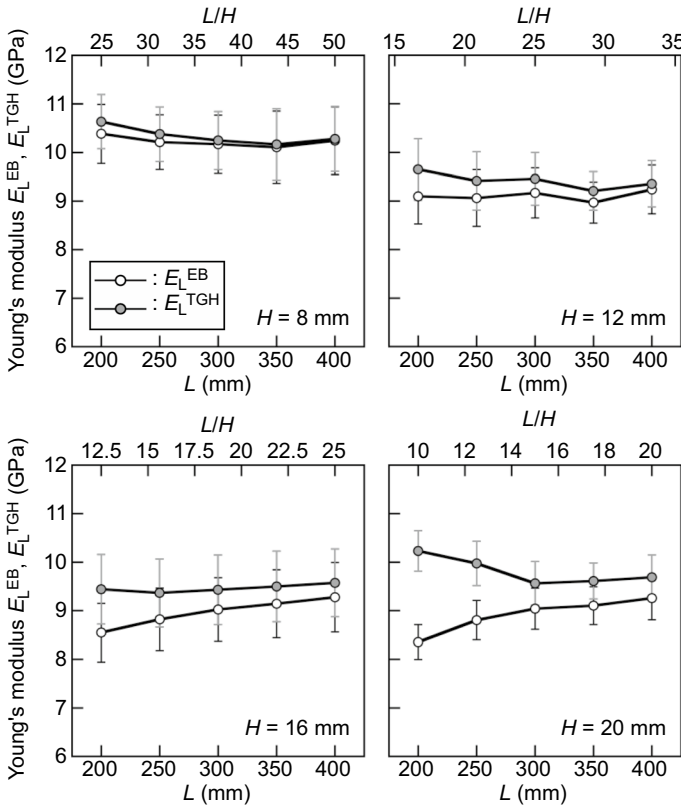 L/H
25 30 35 40 45 50
12
11
10
9
8
7
6
Young's modulus E_L^EB, E_L^TGH (GPa)
: E_L^EB
: E_L^TGH
H = 8 mm
200 250 300 350 400
L (mm)
L/H
15 20 25 30 35
H = 12 mm
200 250 300 350 400
L (mm)
L/H
12.5 15 17.5 20 22.5 25
12
11
10
9
8
7
6
Young's modulus E_L^EB, E_L^TGH (GPa)
H = 16 mm
200 250 300 350 400
L (mm)
L/H
10 12 14 16 18 20
H = 20 mm
200 250 300 350 400
L (mm)